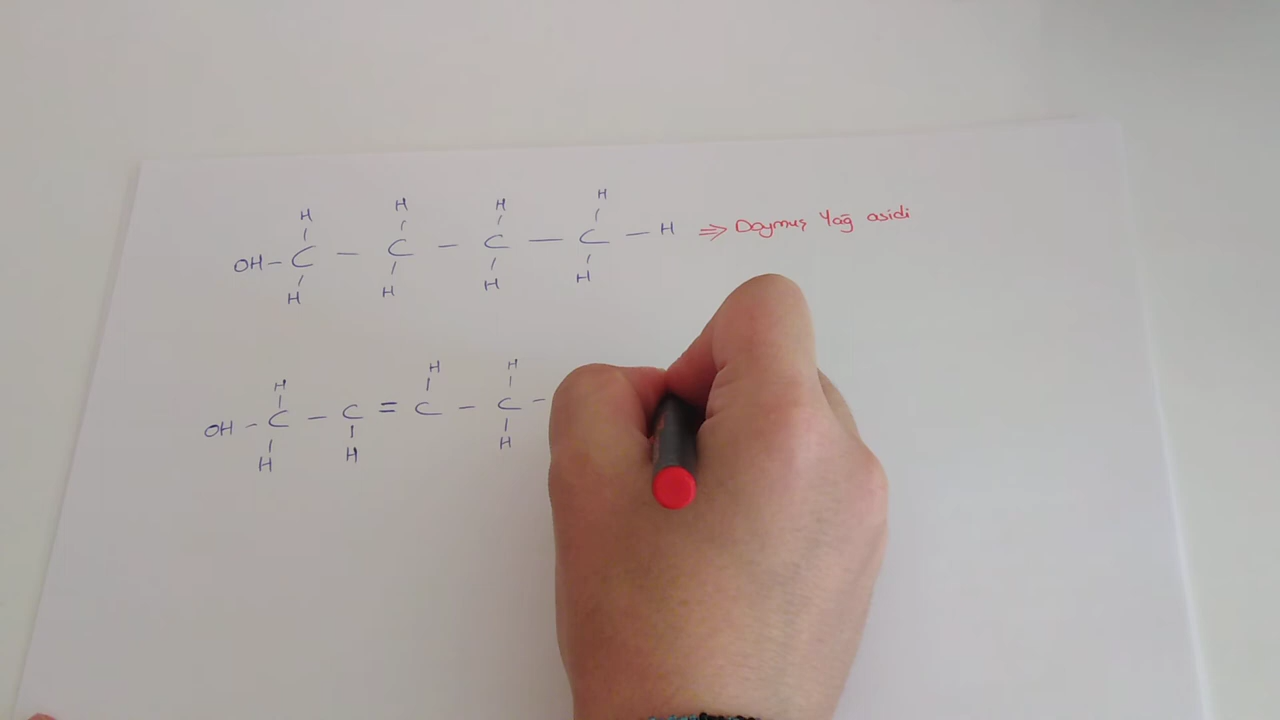 H H H H
OH - C - C - C - C - H ⇒ Doymuş Yağ asidi
H H H H
H H H
OH - C - C = C - C -
H H H